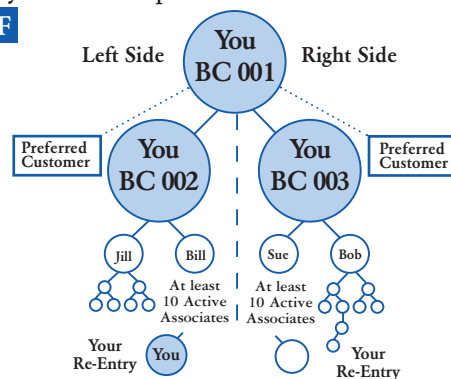 F
You
BC 001
Left Side
Right Side
Preferred
Customer
Preferred
Customer
You
BC 002
You
BC 003
Jill
Bill
Sue
Bob
At least
10 Active
Associates
At least
10 Active
Associates
Your
Re-Entry
You
Your
Re-Entry